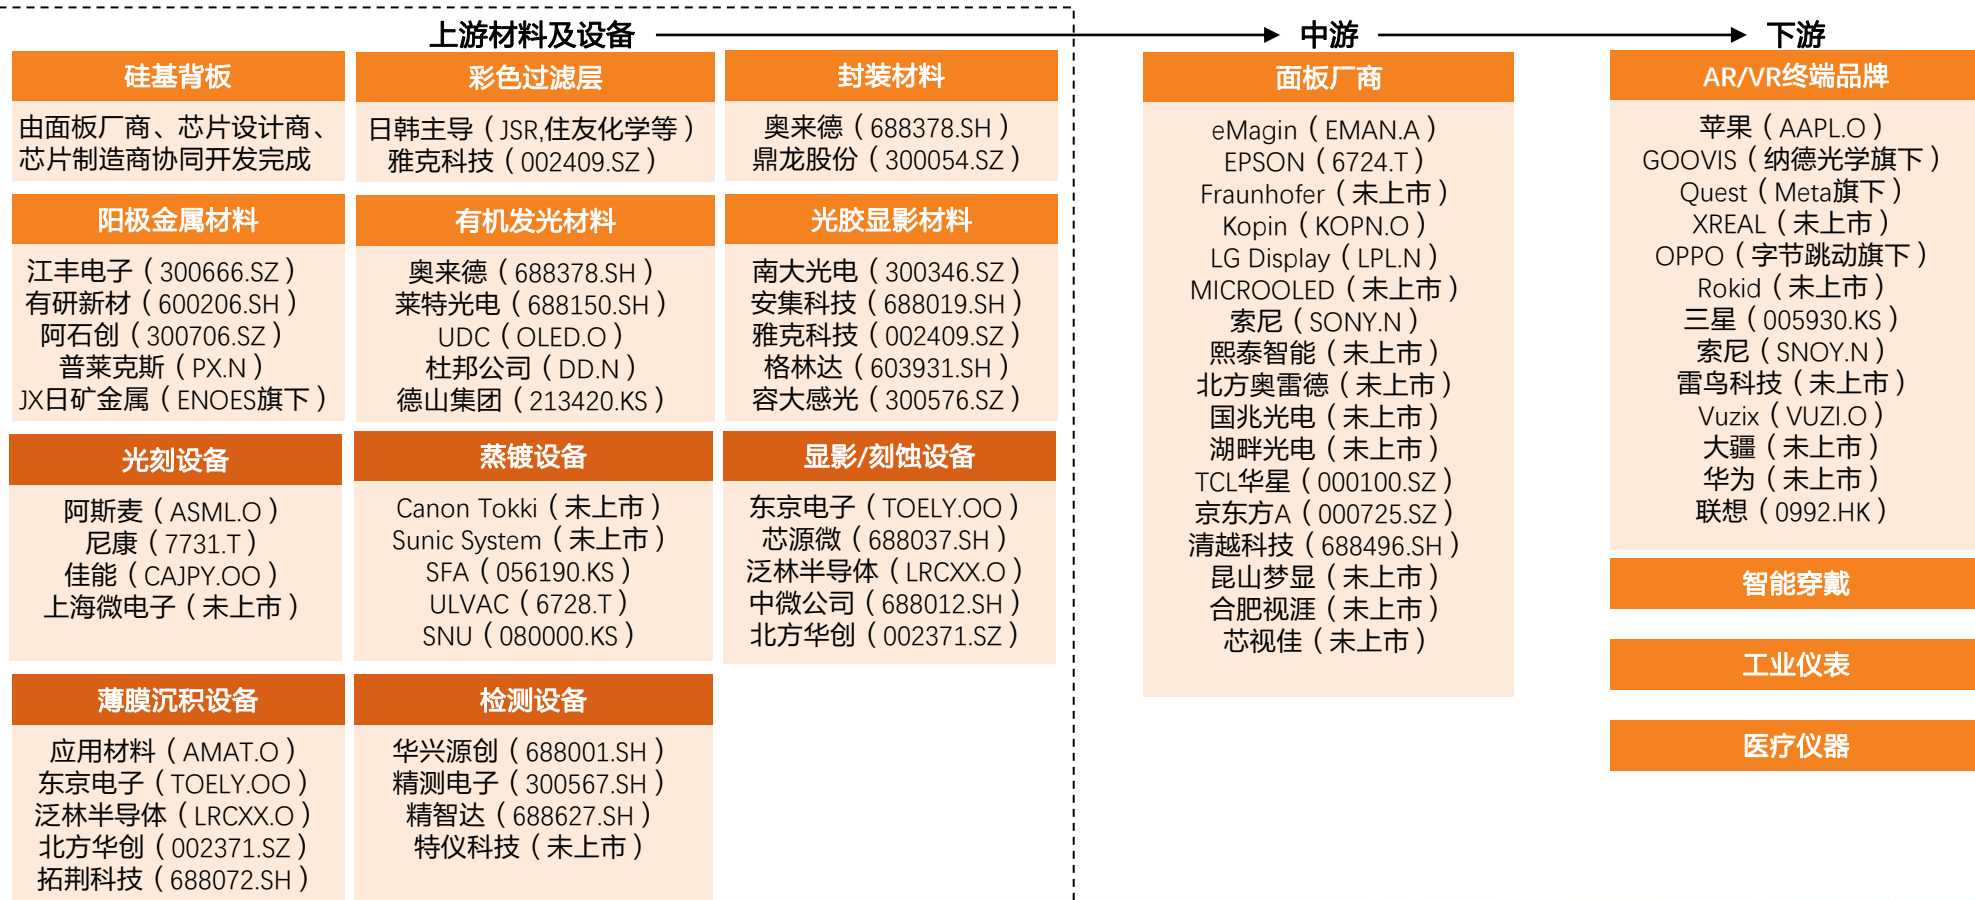 上游材料及设备
中游
下游
硅基背板
由面板厂商、芯片设计商、
芯片制造商协同开发完成
彩色过滤层
日韩主导（JSR,住友化学等）
雅克科技（002409.SZ）
封装材料
奥来德（688378.SH）
鼎龙股份（300054.SZ）
阳极金属材料
江丰电子（300666.SZ）
有研新材（600206.SH）
阿石创（300706.SZ）
普莱克斯（PX.N）
JX日矿金属（ENOES旗下）
有机发光材料
奥来德（688378.SH）
莱特光电（688150.SH）
UDC（OLED.O）
杜邦公司（DD.N）
德山集团（213420.KS）
光胶显影材料
南大光电（300346.SZ）
安集科技（688019.SH）
雅克科技（002409.SZ）
格林达（603931.SH）
容大感光（300576.SZ）
光刻设备
阿斯麦（ASML.O）
尼康（7731.T）
佳能（CAJPY.OO）
上海微电子（未上市）
蒸镀设备
Canon Tokki（未上市）
Sunic System（未上市）
SFA（056190.KS）
ULVAC（6728.T）
SNU（080000.KS）
显影/刻蚀设备
东京电子（TOELY.OO）
芯源微（688037.SH）
泛林半导体（LRCXX.O）
中微公司（688012.SH）
北方华创（002371.SZ）
薄膜沉积设备
应用材料（AMAT.O）
东京电子（TOELY.OO）
泛林半导体（LRCXX.O）
北方华创（002371.SZ）
拓荆科技（688072.SH）
检测设备
华兴源创（688001.SH）
精测电子（300567.SH）
精智达（688627.SH）
特仪科技（未上市）
面板厂商
eMagin（EMAN.A）
EPSON（6724.T）
Fraunhofer（未上市）
Kopin（KOPN.O）
LG Display（LPL.N）
MICROOLED（未上市）
索尼（SONY.N）
熙泰智能（未上市）
北方奥雷德（未上市）
国兆光电（未上市）
湖畔光电（未上市）
TCL华星（000100.SZ）
京东方A（000725.SZ）
清越科技（688496.SH）
昆山梦显（未上市）
合肥视涯（未上市）
芯视佳（未上市）
AR/VR终端品牌
苹果（AAPL.O）
GOOVIS（纳德光学旗下）
Quest（Meta旗下）
XREAL（未上市）
OPPO（字节跳动旗下）
Rokid（未上市）
三星（005930.KS）
索尼（SNOY.N）
雷鸟科技（未上市）
Vuzix（VUZI.O）
大疆（未上市）
华为（未上市）
联想（0992.HK）
智能穿戴
工业仪表
医疗仪器